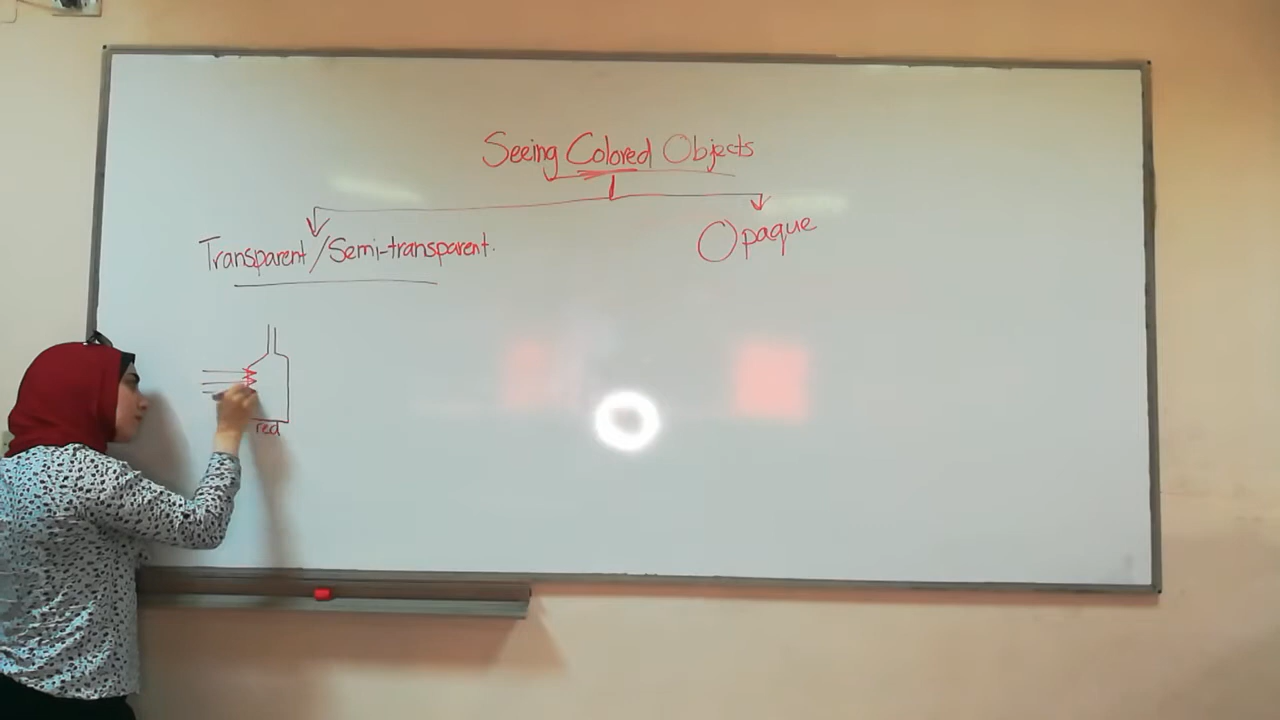 Seeing Colored Objects
Transparent/Semi-transparent.
Opaque
red